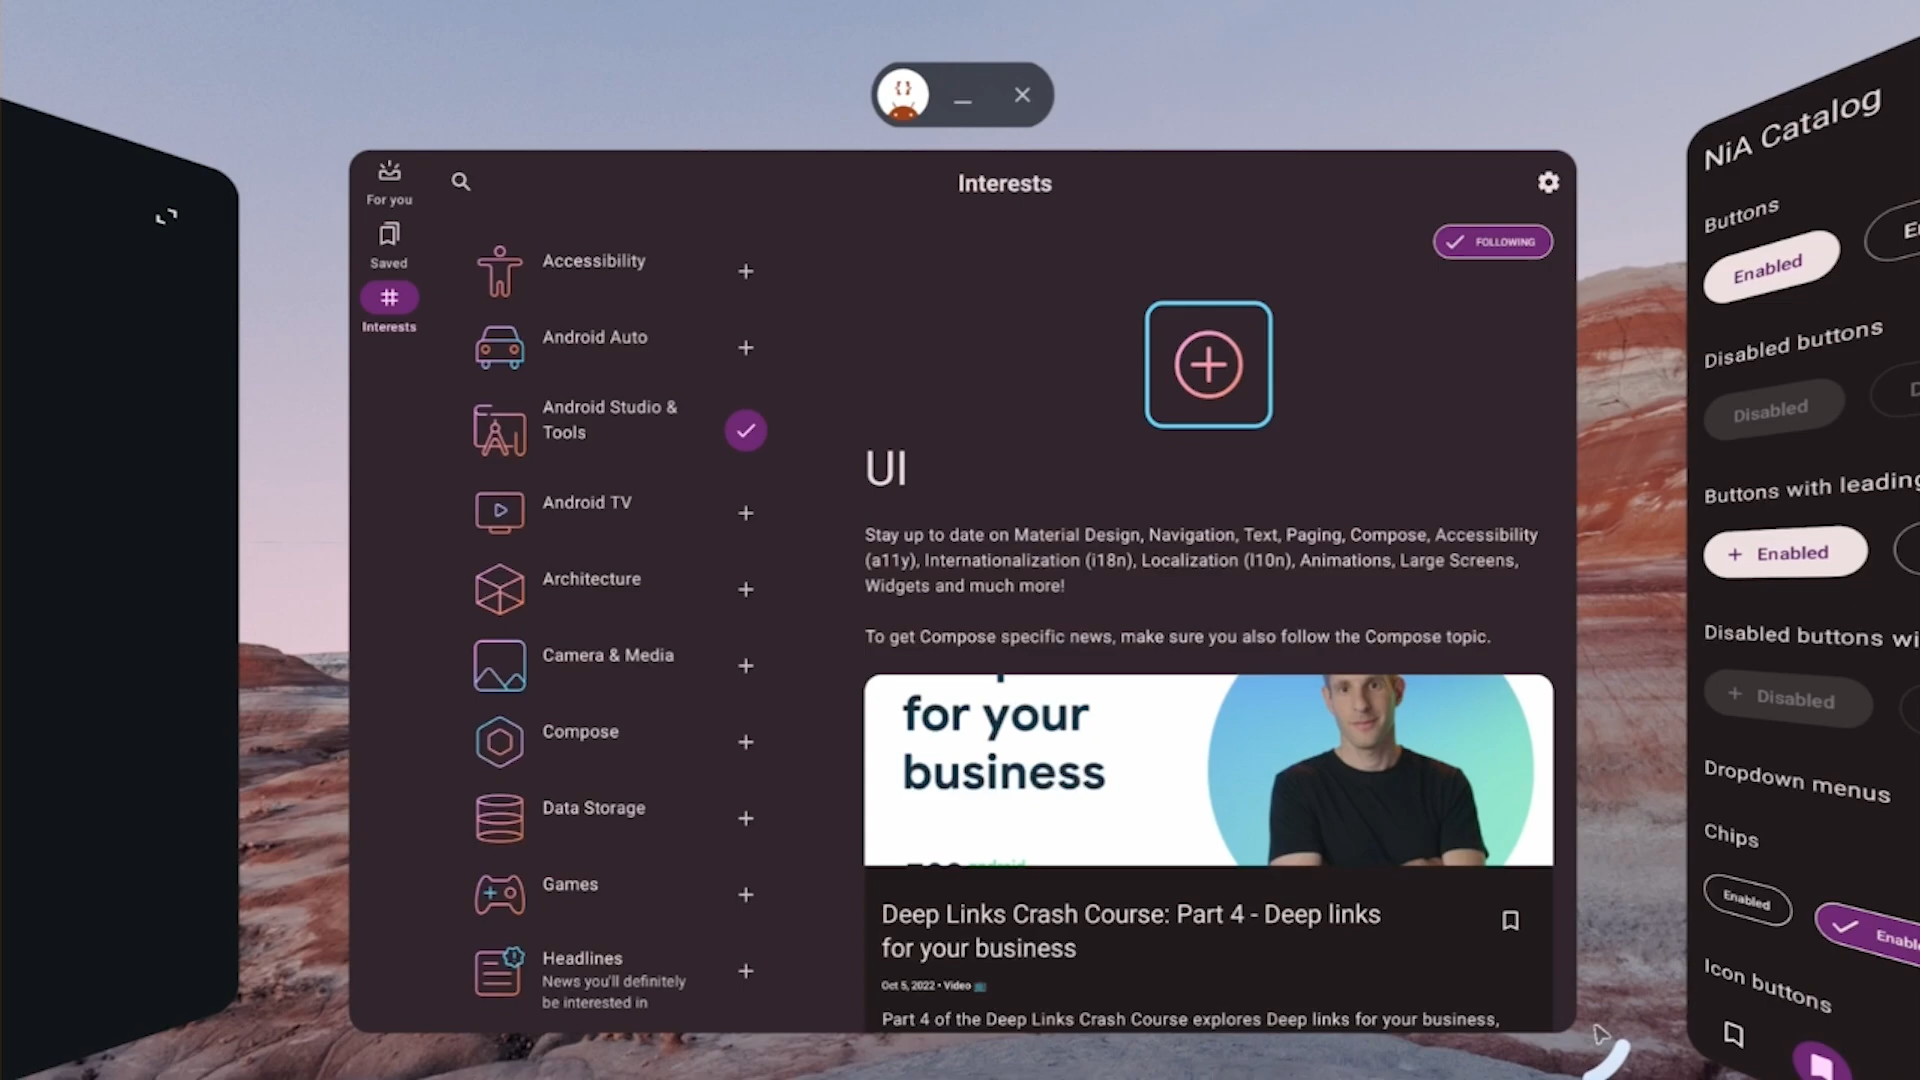 For you
Saved
Interests
Interests
FOLLOWING
Accessibility
Android Auto
Android Studio &
Tools
Android TV
Architecture
Camera & Media
Compose
Data Storage
Games
Headlines
News you'll definitely
be interested in
UI
Stay up to date on Material Design, Navigation, Text, Paging, Compose, Accessibility
(a11y), Internationalization (i18n), Localization (l10n), Animations, Large Screens,
Widgets and much more!
To get Compose specific news, make sure you also follow the Compose topic.
for your
business
android
Deep Links Crash Course: Part 4 - Deep links
for your business
Oct 5, 2022 • Video
Part 4 of the Deep Links Crash Course explores Deep links for your business,
NiA Catalog
Buttons
Enabled
Disabled buttons
Disabled
Buttons with leading
+ Enabled
Disabled buttons wi
+ Disabled
Dropdown menus
Chips
Enabled
Enable
Icon buttons